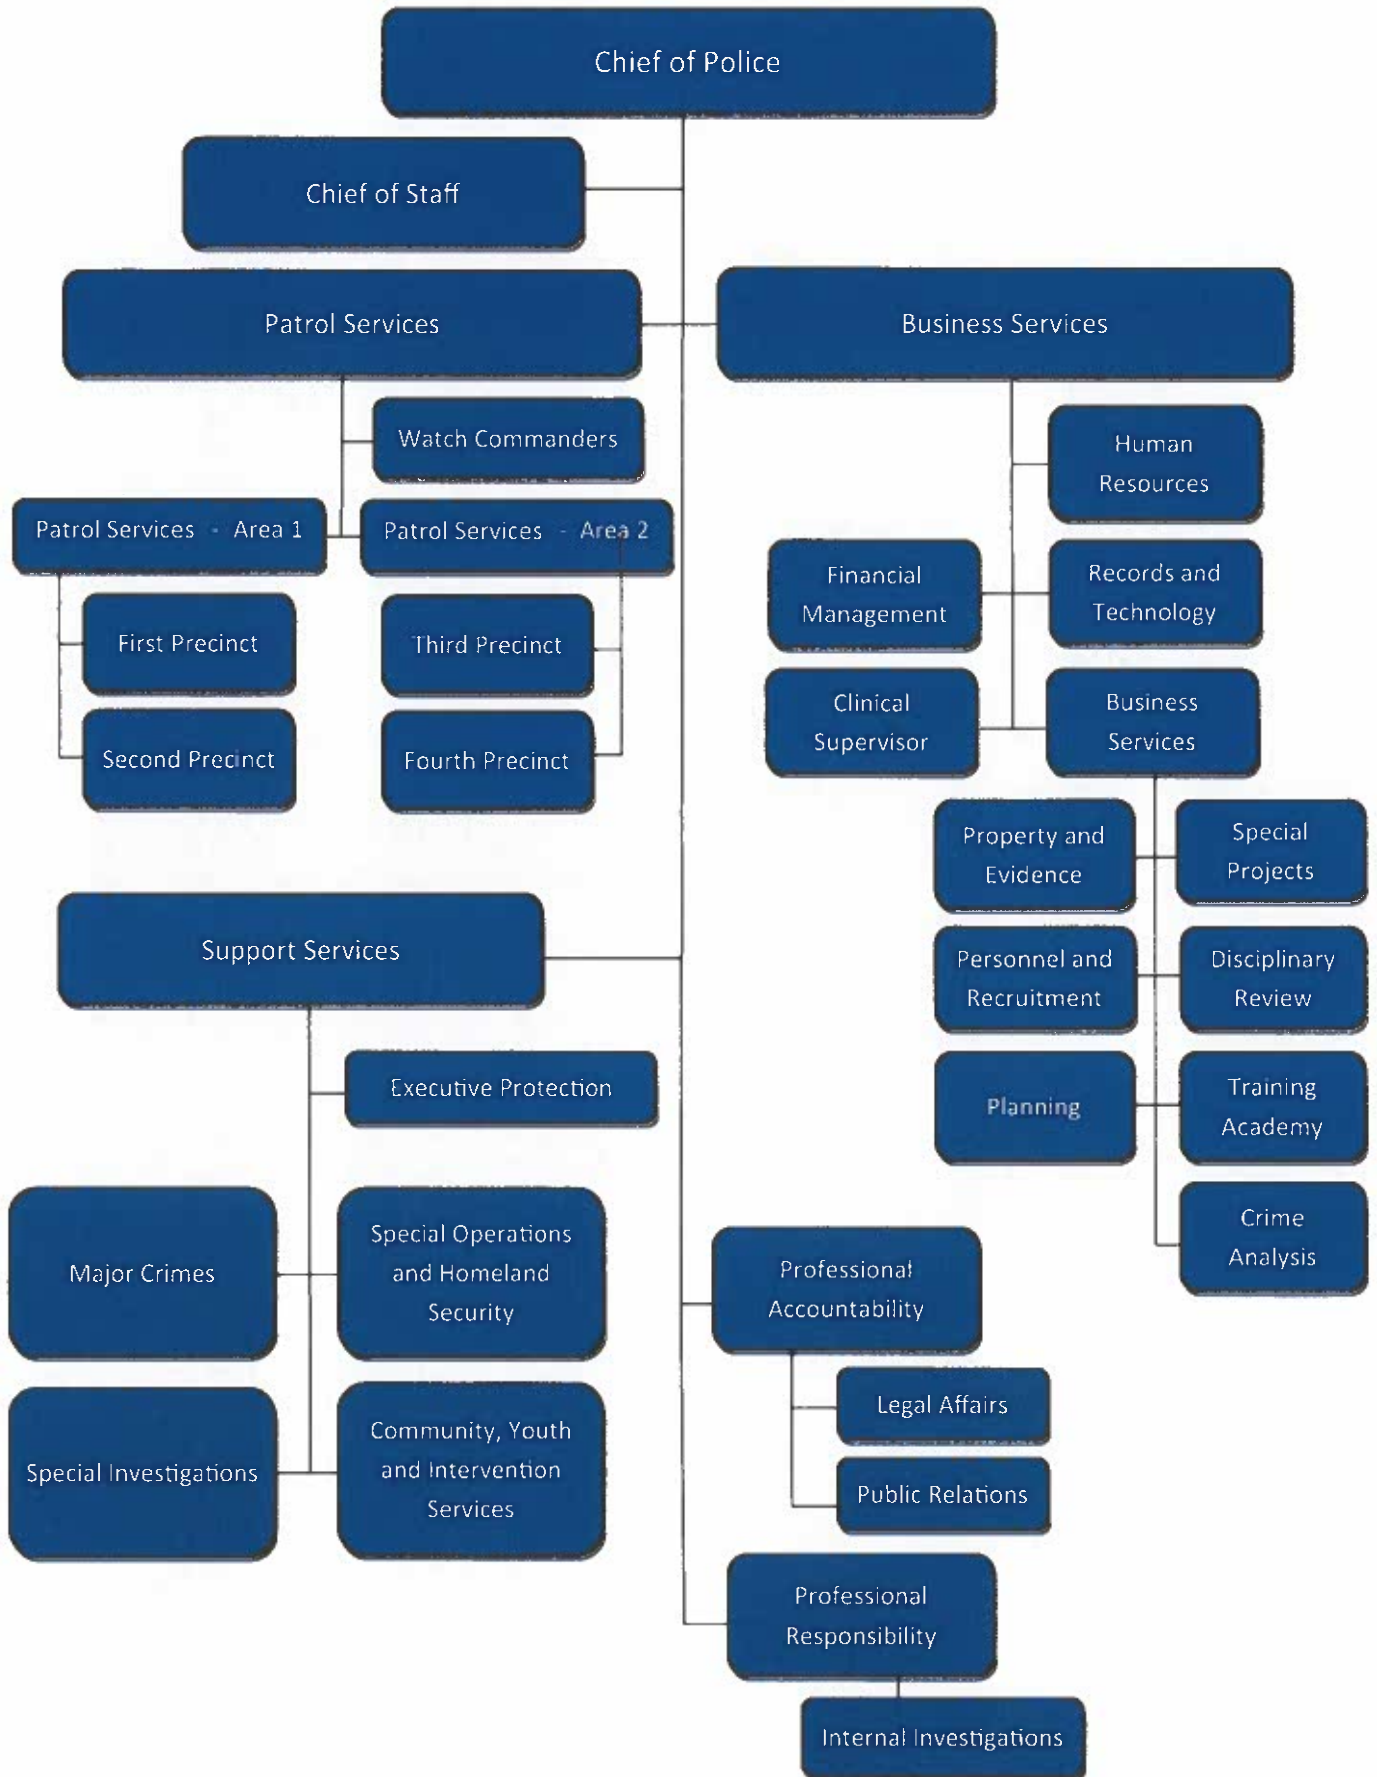 Chief of Police
Chief of Staff
Patrol Services
Business Services
Watch Commanders
Human
Resources
Patrol Services - Area 1
Patrol Services - Area 2
Financial
Management
Records and
Technology
First Precinct
Third Precinct
Clinical
Supervisor
Business
Services
Second Precinct
Fourth Precinct
Property and
Evidence
Special
Projects
Support Services
Personnel and
Recruitment
Disciplinary
Review
Executive Protection
Planning
Training
Academy
Major Crimes
Special Operations
and Homeland
Security
Crime
Analysis
Professional
Accountability
Legal Affairs
Special Investigations
Community, Youth
and Intervention
Services
Public Relations
Professional
Responsibility
Internal Investigations